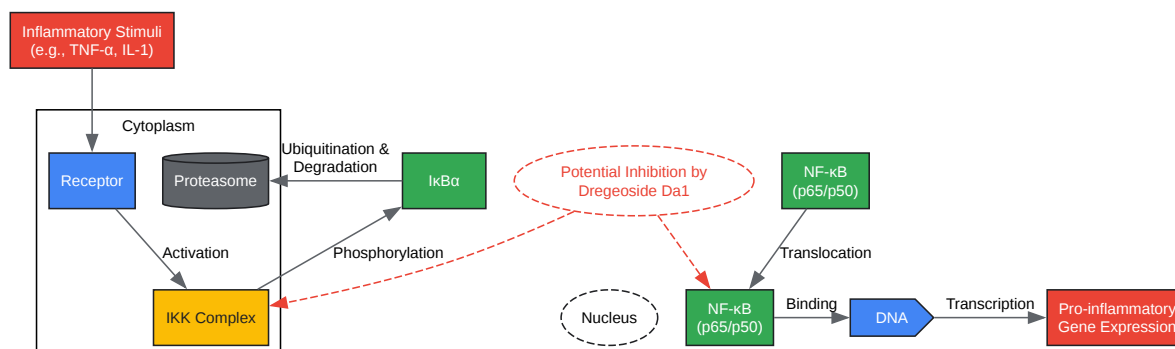 Inflammatory Stimuli
(e.g., TNF-α, IL-1)
Cytoplasm
Receptor
Proteasome
Ubiquitination &
Degradation
IκBα
Potential Inhibition by
Dregeoside Da1
NF-κB
(p65/p50)
Activation
Phosphorylation
Translocation
IKK Complex
Nucleus
NF-κB
(p65/p50)
Binding
DNA
Transcription
Pro-inflammatory
Gene Expression